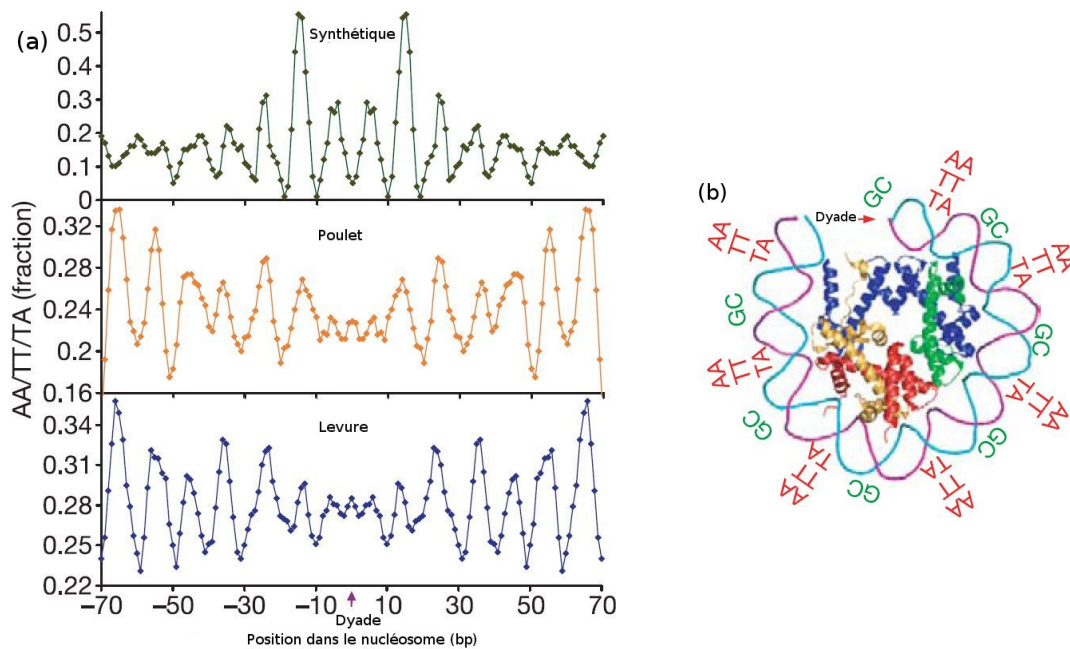 (a)
Synthétique
0.5
0.4
0.3
0.2
0.1
0
Poulet
0.32
0.28
0.24
0.2
0.16
Levure
0.34
0.31
0.28
0.25
0.22
AA/TT/TA (fraction)
−70 −50 −30 −10 10 30 50 70
Dyade
Position dans le nucléosome (bp)
(b)
Dyade
AA
TT
TA
GC
AA
TT
TA
GC
AA
TT
TA
GC
AA
TT
TA
GC
AA
TT
TA
GC
AA
TT
TA
GC
AA
TT
TA
GC
AA
TT
TA
GC